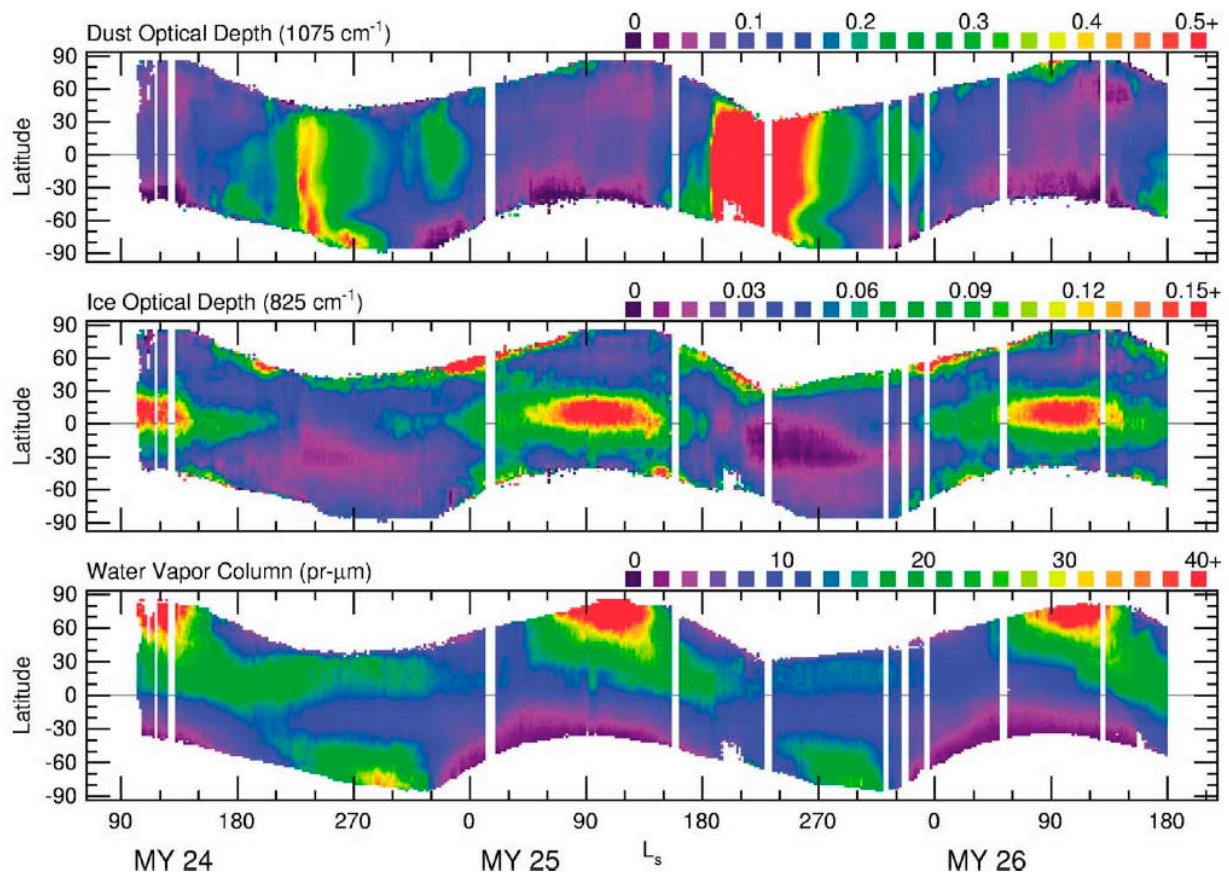 Dust Optical Depth (1075 cm⁻¹)
0 0.1 0.2 0.3 0.4 0.5+
90
60
30
0
-30
-60
-90
Latitude
Ice Optical Depth (825 cm⁻¹)
0 0.03 0.06 0.09 0.12 0.15+
90
60
30
0
-30
-60
-90
Latitude
Water Vapor Column (pr-μm)
0 10 20 30 40+
90
60
30
0
-30
-60
-90
Latitude
90 180 270 0 90 180 270 0 90 180
MY 24 MY 25 Ls MY 26